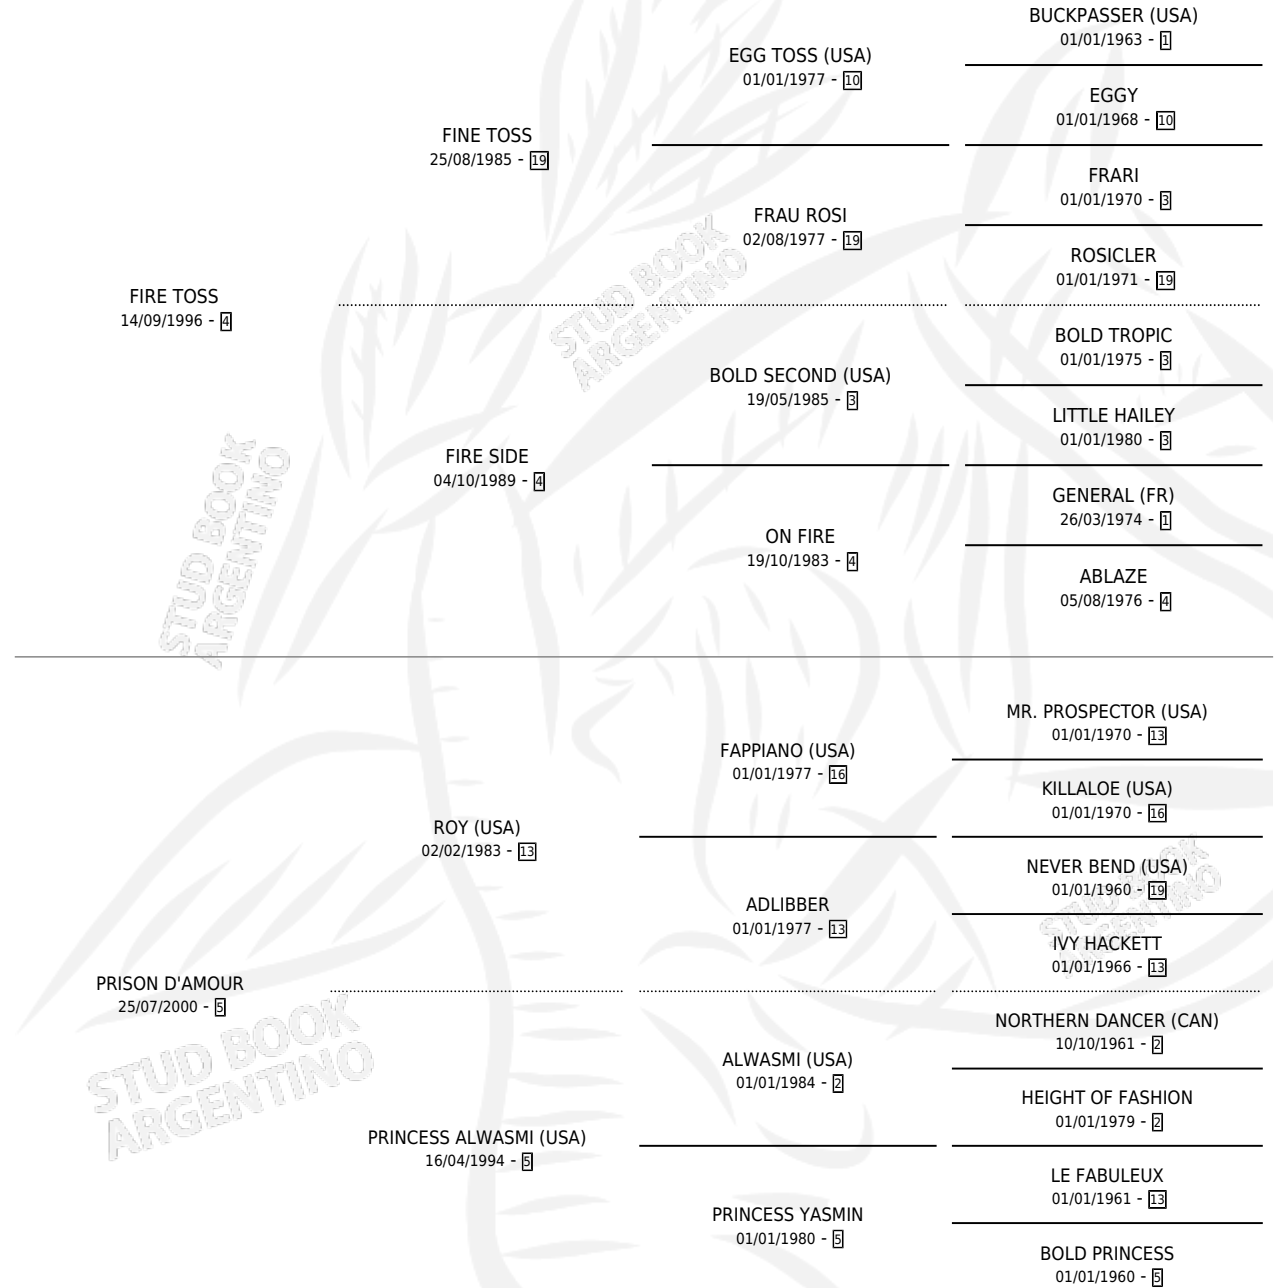 BUCKPASSER (USA)
01/01/1963 - 1
EGG TOSS (USA)
01/01/1977 - 10
EGGY
01/01/1968 - 10
FINE TOSS
25/08/1985 - 19
FRARI
01/01/1970 - 3
FRAU ROSI
02/08/1977 - 19
ROSICLER
01/01/1971 - 19
FIRE TOSS
14/09/1996 - 4
BOLD TROPIC
01/01/1975 - 3
BOLD SECOND (USA)
19/05/1985 - 3
LITTLE HAILEY
01/01/1980 - 3
FIRE SIDE
04/10/1989 - 4
GENERAL (FR)
26/03/1974 - 1
ON FIRE
19/10/1983 - 4
ABLAZE
05/08/1976 - 4
STUD BOOK
ARGENTINO
STUD BOOK
ARGENTINO
MR. PROSPECTOR (USA)
01/01/1970 - 13
FAPPIANO (USA)
01/01/1977 - 16
KILLALOE (USA)
01/01/1970 - 16
ROY (USA)
02/02/1983 - 13
NEVER BEND (USA)
01/01/1960 - 19
ADLIBBER
01/01/1977 - 13
IVY HACKETT
01/01/1966 - 13
STUD BOOK
ARGENTINO
PRISON D'AMOUR
25/07/2000 - 5
NORTHERN DANCER (CAN)
10/10/1961 - 2
ALWASMI (USA)
01/01/1984 - 2
HEIGHT OF FASHION
01/01/1979 - 2
STUD BOOK
ARGENTINO
PRINCESS ALWASMI (USA)
16/04/1994 - 5
LE FABULEUX
01/01/1961 - 13
PRINCESS YASMIN
01/01/1980 - 5
BOLD PRINCESS
01/01/1960 - 5